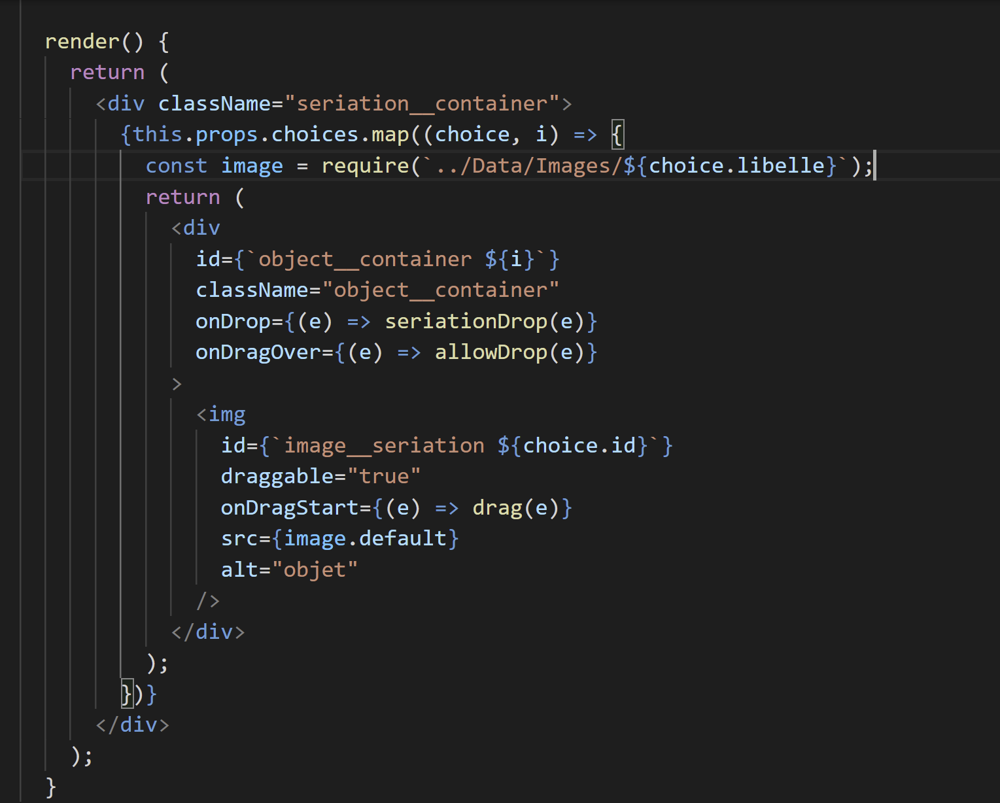 render() {
return (
<div className="seriation__container">
{this.props.choices.map((choice, i) => {
const image = require(`../Data/Images/${choice.libelle}`);
return (
<div
id={`object__container ${i}`}
className="object__container"
onDrop={(e) => seriationDrop(e)}
onDragOver={(e) => allowDrop(e)}
>
<img
id={`image__seriation ${choice.id}`}
draggable="true"
onDragStart={(e) => drag(e)}
src={image.default}
alt="objet"
/>
</div>
);
})}
</div>
);
}